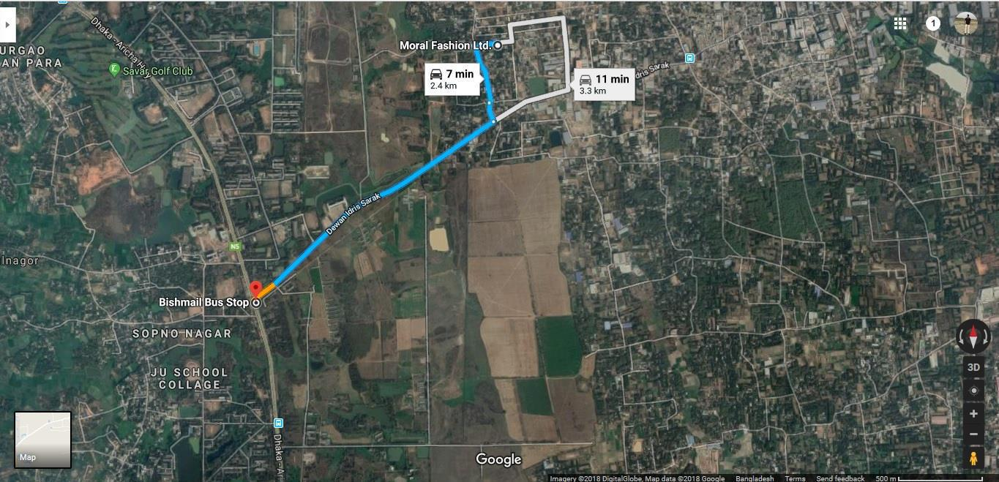 Dhaka - Aricha Hwy
URGAO
AN PARA
Savar Golf Club
Moral Fashion Ltd.
7 min
2.4 km
11 min
3.3 km
dris Sarak
1
Dewan Idris Sarak
N5
lnagor
Bishmail Bus Stop
SOPNO NAGAR
JU SCHOOL
COLLAGE
Dhaka - Ari
3D
Map
Google
Imagery ©2018 DigitalGlobe, Map data ©2018 Google Bangladesh Terms Send feedback 500 m